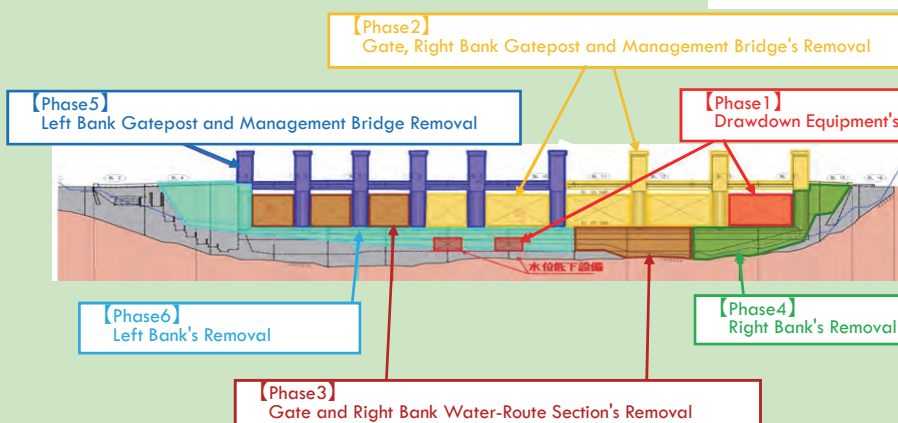 【Phase2】
Gate, Right Bank Gatepost and Management Bridge's Removal
【Phase5】
Left Bank Gatepost and Management Bridge Removal
【Phase1】
Drawdown Equipment's
水位低下設備
【Phase6】
Left Bank's Removal
【Phase4】
Right Bank's Removal
【Phase3】
Gate and Right Bank Water-Route Section's Removal